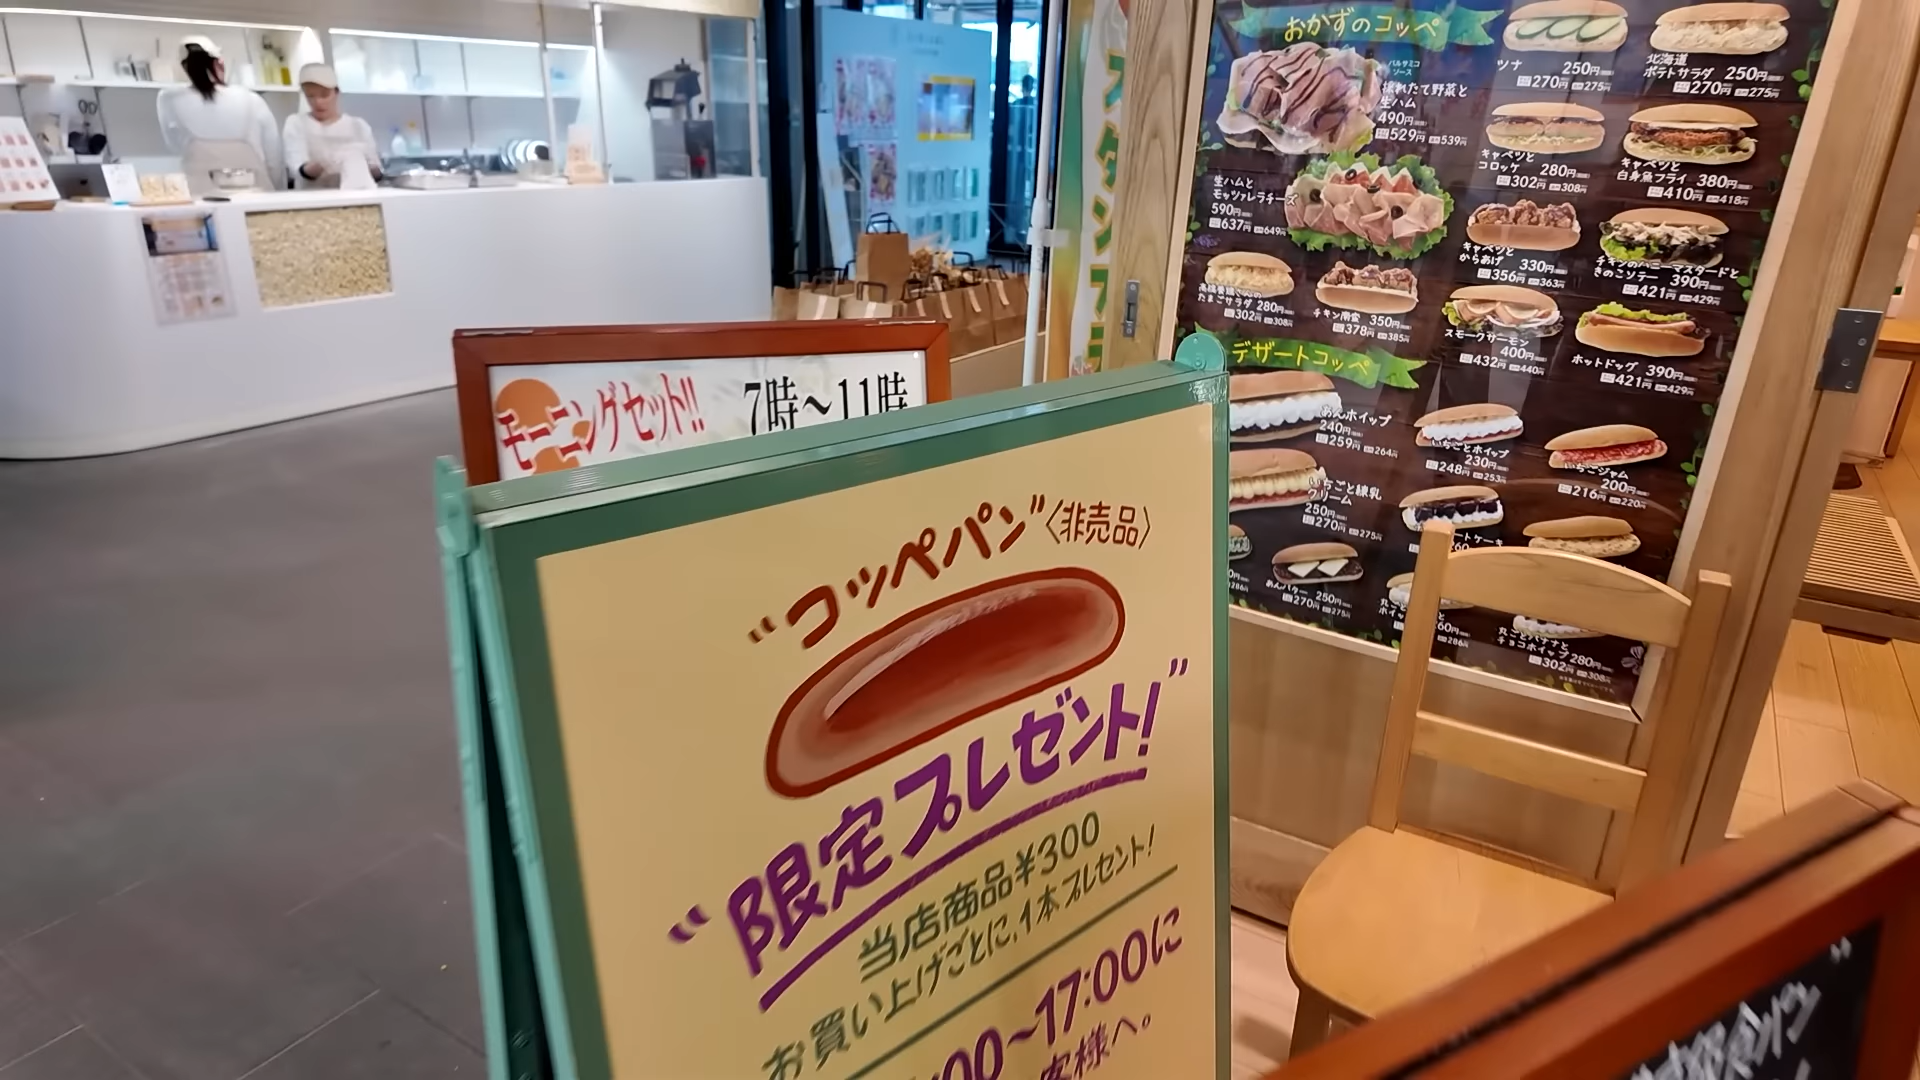 モーニングセット!!
7時～11時
"コッペパン"〈非売品〉
"限定プレゼント!"
当店商品¥300
お買い上げごとに、1本プレゼント!
00～17:00に
客様へ。
おかずのコッペ
バルサミコ
ソース
採れたて野菜と
生ハム
490円
529円 539円
ツナ 250円
270円 275円
北海道
ポテトサラダ 250円
270円 275円
生ハムと
モッツァレラチーズ
590円
637円 649円
キャベツと
コロッケ 280円
302円 308円
キャベツと
白身魚フライ 380円
410円 418円
たまごサラダ 280円
302円 308円
チキン南蛮 350円
378円 385円
キャベツと
からあげ 330円
356円 363円
チキンのハニーマスタードと
きのこソテー 390円
421円 429円
スモークサーモン
400円
432円 440円
ホットドッグ 390円
421円 429円
デザートコッペ
あんホイップ
240円
259円 264円
いちごとホイップ
230円
248円 253円
いちごジャム
200円
216円 220円
いちごと練乳
クリーム
250円
270円 275円
ートケーキ
あんバター 250円
270円 275円
286円
丸ごとバナナと
チョコホイップ 280円
302円 308円